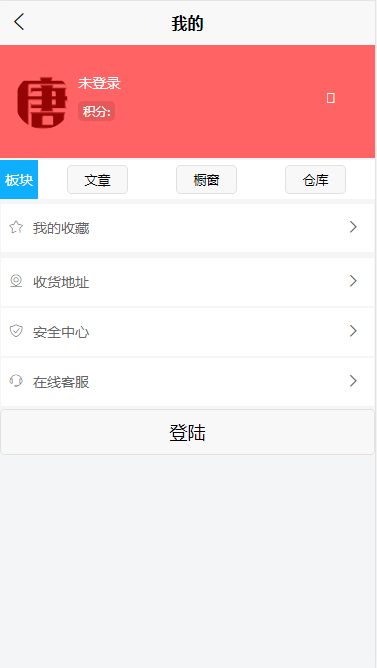 我的
唐
未登录
积分:
板块 文章 橱窗 仓库
我的收藏
收货地址
安全中心
在线客服
登陆